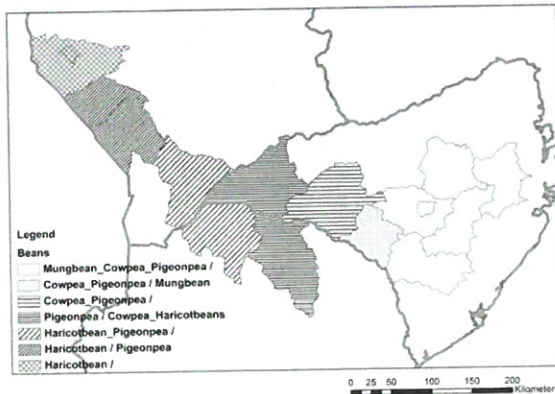 Legend
Beans
Mungbean_Cowpea_Pigeonpea /
Cowpea_Pigeonpea / Mungbean
Cowpea_Pigeonpea /
Pigeonpea / Cowpea_Haricotbeans
Haricotbean_Pigeonpea /
Haricotbean / Pigeonpea
Haricotbean /
0 25 50 100 150 200
Kilometer